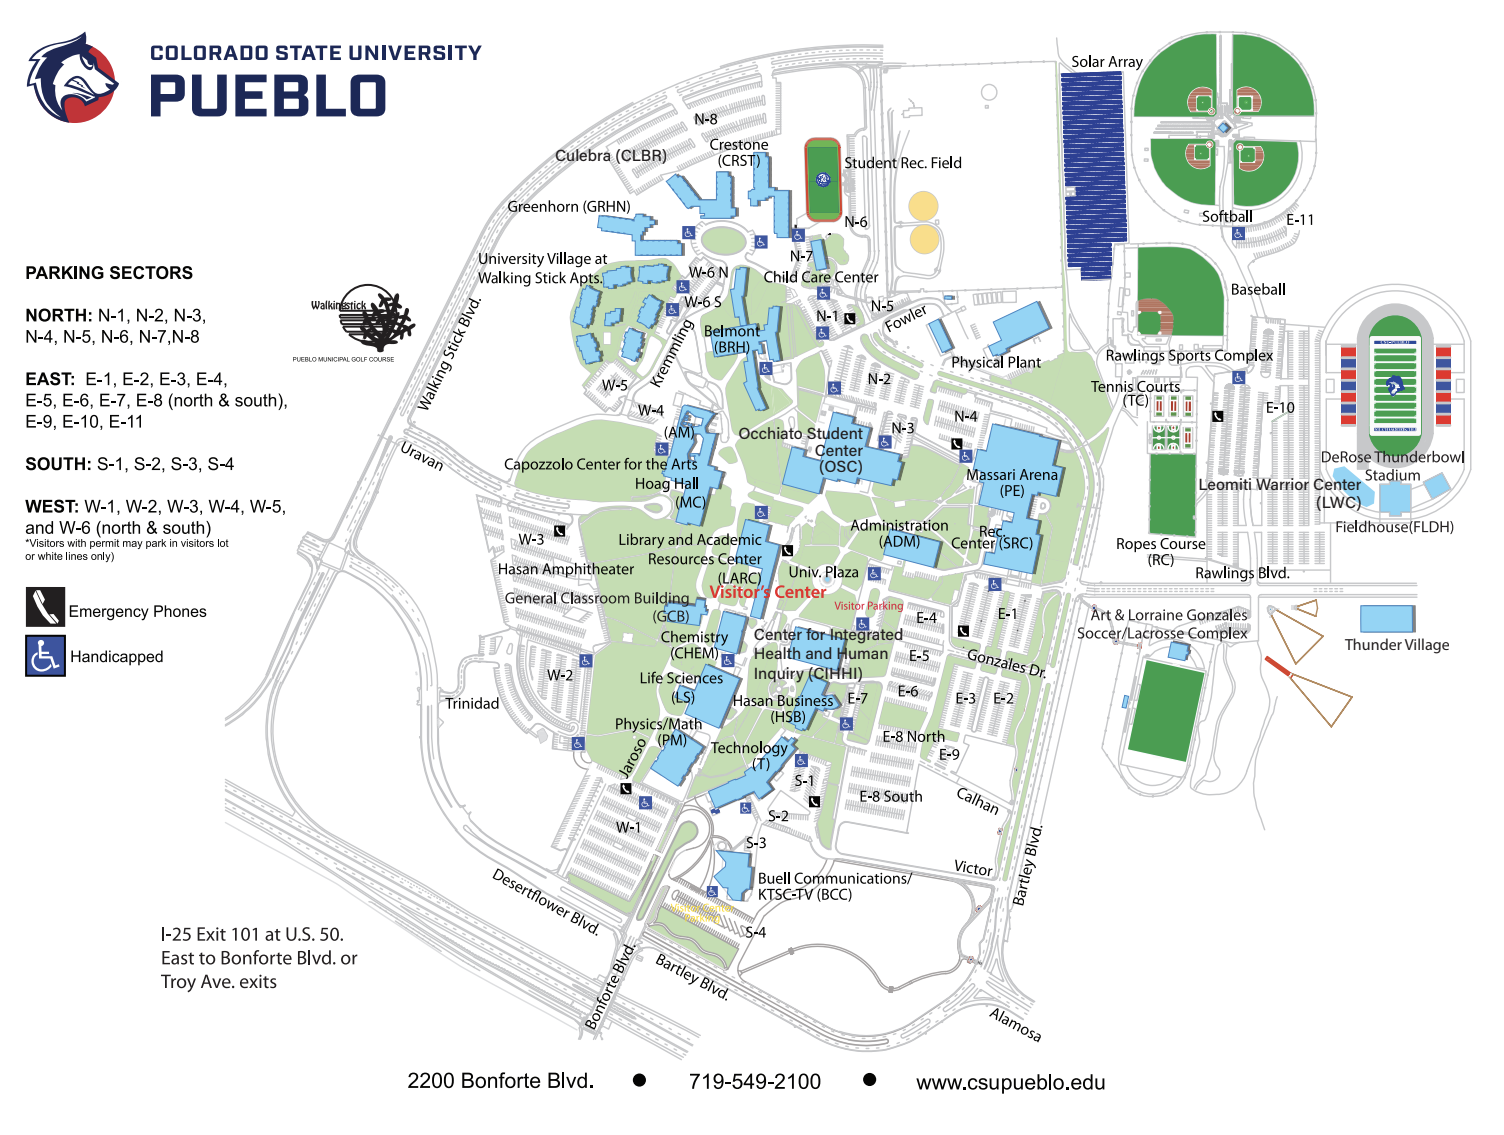 COLORADO STATE UNIVERSITY
PUEBLO
PARKING SECTORS
NORTH: N-1, N-2, N-3,
N-4, N-5, N-6, N-7,N-8
EAST: E-1, E-2, E-3, E-4,
E-5, E-6, E-7, E-8 (north & south),
E-9, E-10, E-11
SOUTH: S-1, S-2, S-3, S-4
WEST: W-1, W-2, W-3, W-4, W-5,
and W-6 (north & south)
*Visitors with permit may park in visitors lot
or white lines only)
Emergency Phones
Handicapped
Walkingstick
PUEBLO MUNICIPAL GOLF COURSE
I-25 Exit 101 at U.S. 50.
East to Bonforte Blvd. or
Troy Ave. exits
Solar Array
N-8
Culebra (CLBR)
Crestone
(CRST)
Student Rec. Field
Greenhorn (GRHN)
N-6
Softball
E-11
University Village at
Walking Stick Apts.
W-6 N
N-7
Child Care Center
W-6 S
Baseball
N-1
N-5
Fowler
Belmont
(BRH)
Kremmling
Walking Stick Blvd.
Physical Plant
Rawlings Sports Complex
W-5
N-2
Tennis Courts
(TC)
E-10
W-4
N-4
N-3
(AM)
Occhiato Student
Center
(OSC)
Uravan
Capozzolo Center for the Arts
Hoag Hall
(MC)
Massari Arena
(PE)
DeRose Thunderbowl
Stadium
Leomiti Warrior Center
(LWC)
Fieldhouse(FLDH)
Administration
(ADM)
Rec.
Center (SRC)
W-3
Library and Academic
Resources Center
(LARC)
Ropes Course
(RC)
Hasan Amphitheater
Univ. Plaza
Rawlings Blvd.
Visitor's Center
General Classroom Building
(GCB)
Visitor Parking
E-4
E-1
Art & Lorraine Gonzales
Soccer/Lacrosse Complex
Thunder Village
Chemistry
(CHEM)
Center for Integrated
Health and Human
Inquiry (CIHHI)
E-5
Gonzales Dr.
W-2
Life Sciences
(LS)
E-6
E-7
E-3
E-2
Trinidad
Hasan Business
(HSB)
Physics/Math
(PM)
E-8 North
Technology
(T)
E-9
Jaroso
S-1
E-8 South
Calhan
S-2
W-1
S-3
Victor
Bartley Blvd.
Buell Communications/
KTSC-TV (BCC)
Desertflower Blvd.
S-4
Bonforte Blvd.
Bartley Blvd.
Alamosa
2200 Bonforte Blvd. ● 719-549-2100 ● www.csupueblo.edu